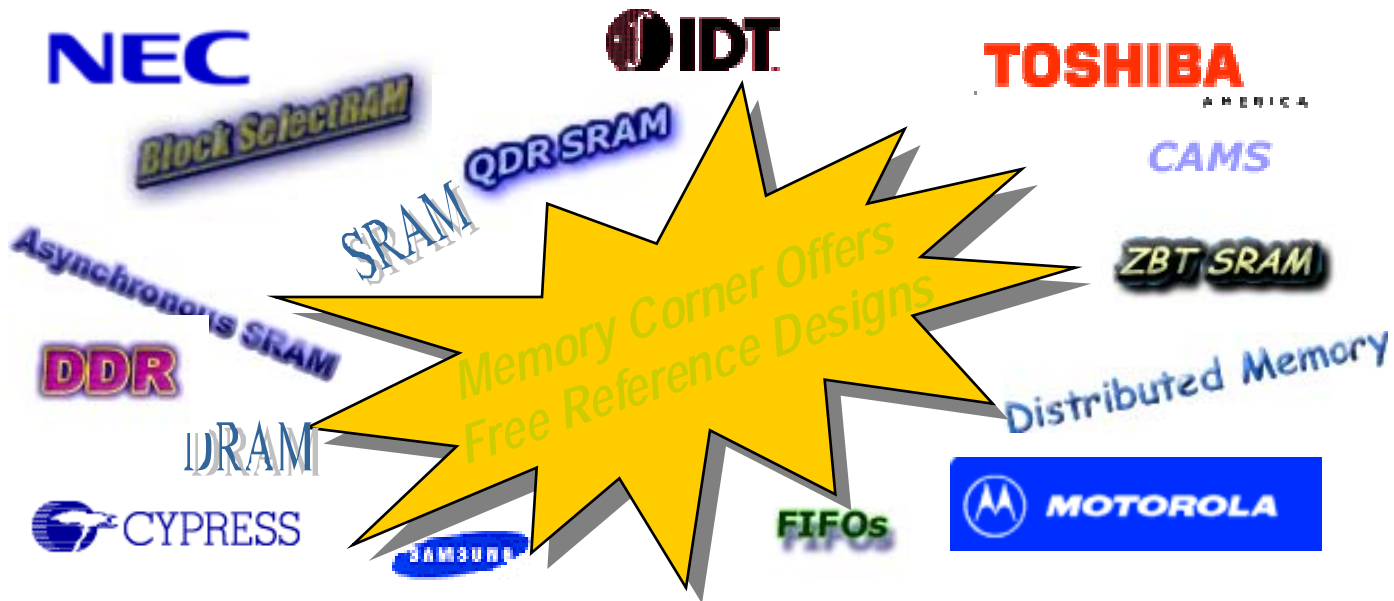 NEC
IDT
TOSHIBA
AMERICA
Block SelectRAM
QDR SRAM
CAMS
SRAM
Asynchronous SRAM
ZBT SRAM
Memory Corner Offers
Free Reference Designs
DDR
Distributed Memory
DRAM
CYPRESS
SAMSUNG
FIFOs
MOTOROLA